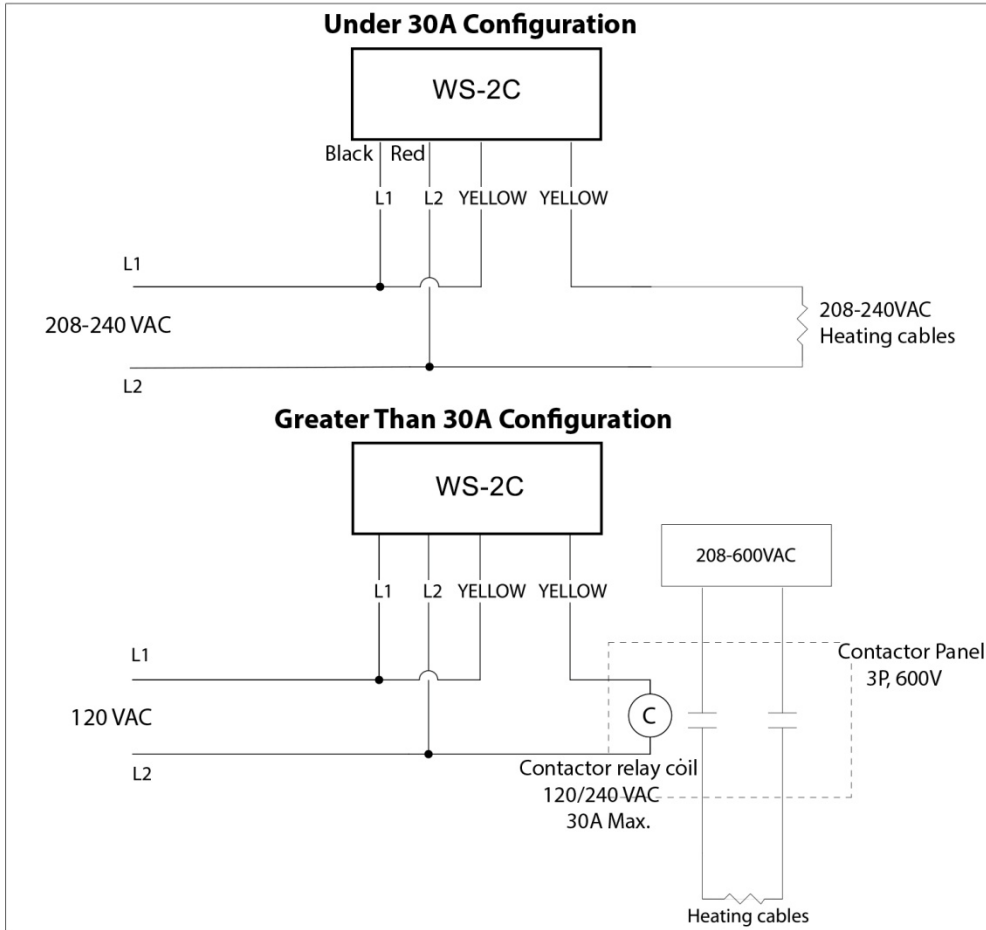 Under 30A Configuration
WS-2C
Black
Red
L1
L2
YELLOW
YELLOW
L1
208-240 VAC
L2
208-240VAC
Heating cables
Greater Than 30A Configuration
WS-2C
208-600VAC
L1
L2
YELLOW
YELLOW
L1
120 VAC
L2
C
Contactor Panel
3P, 600V
Contactor relay coil
120/240 VAC
30A Max.
Heating cables